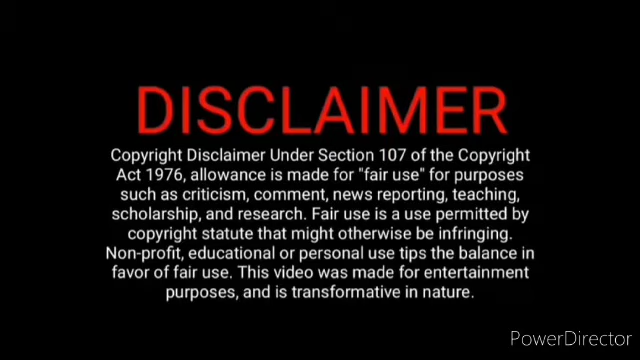 DISCLAIMER
Copyright Disclaimer Under Section 107 of the Copyright
Act 1976, allowance is made for "fair use" for purposes
such as criticism, comment, news reporting, teaching,
scholarship, and research. Fair use is a use permitted by
copyright statute that might otherwise be infringing.
Non-profit, educational or personal use tips the balance in
favor of fair use. This video was made for entertainment
purposes, and is transformative in nature.
PowerDirector